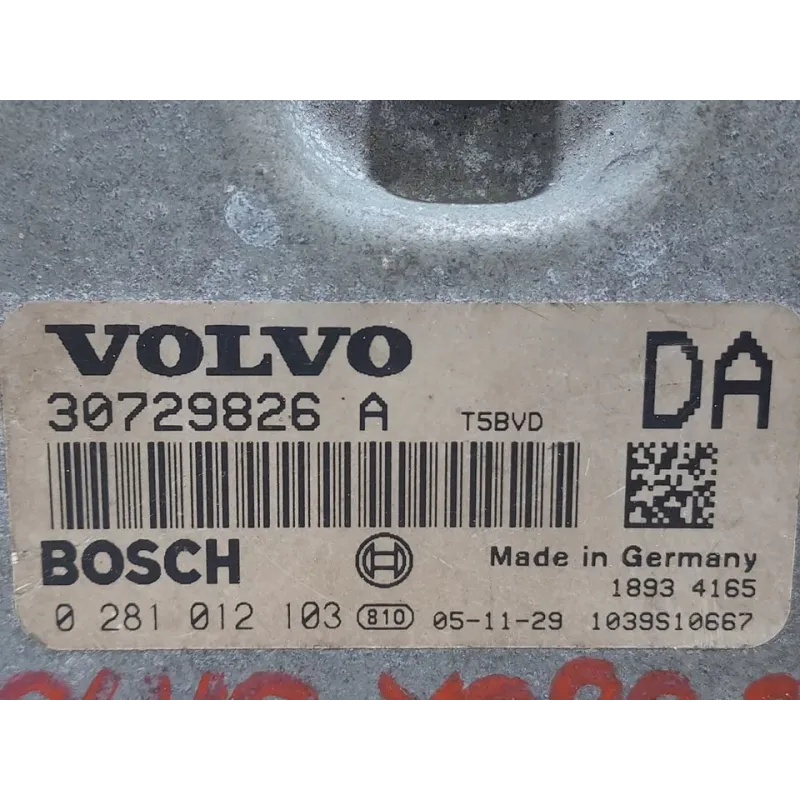 VOLVO
30729826 A T5BVD DA
BOSCH Made in Germany
1893 4165
0 281 012 103 810 05-11-29 1039S10667